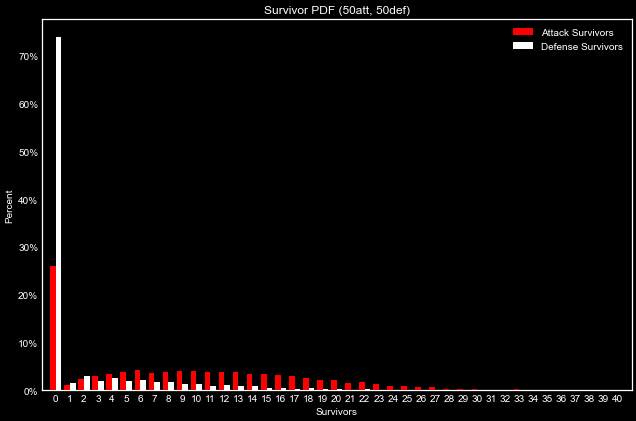 Survivor PDF (50att, 50def)
Attack Survivors
Defense Survivors
70%
60%
50%
40%
30%
20%
10%
0%
Percent
0 1 2 3 4 5 6 7 8 9 10 11 12 13 14 15 16 17 18 19 20 21 22 23 24 25 26 27 28 29 30 31 32 33 34 35 36 37 38 39 40
Survivors